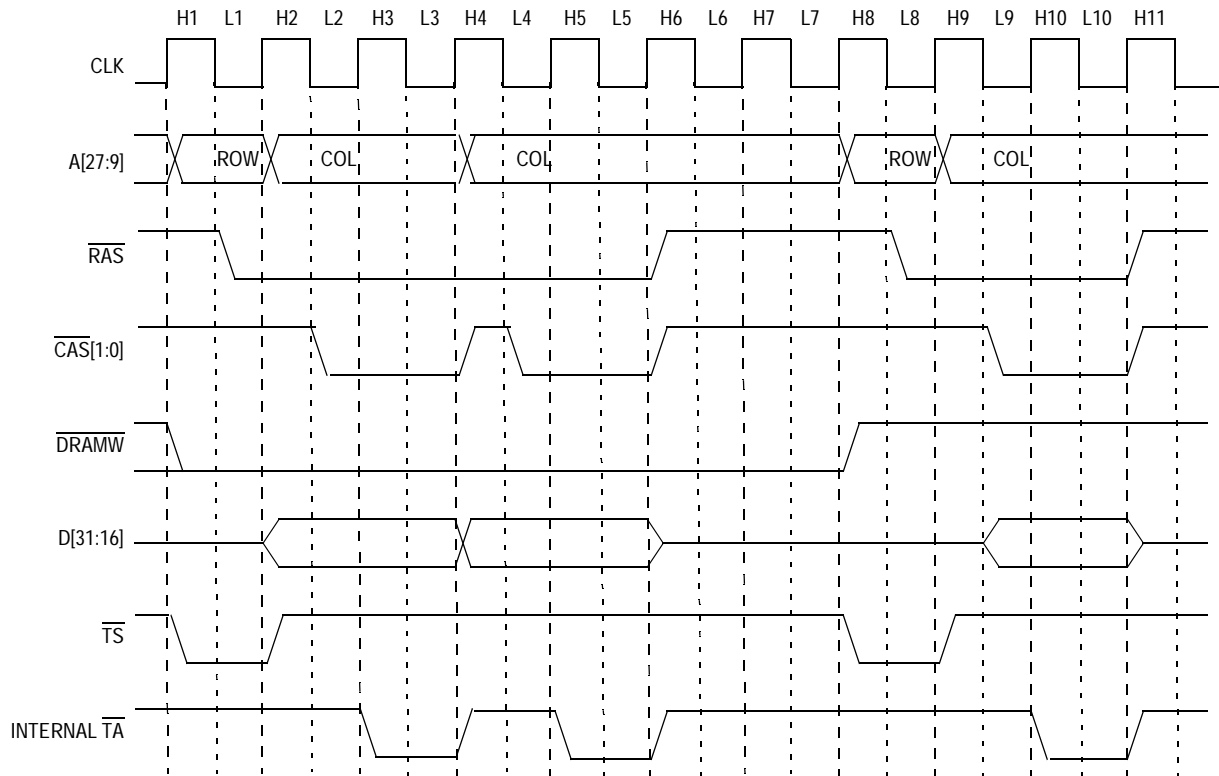 H1 L1 H2 L2 H3 L3 H4 L4 H5 L5 H6 L6 H7 L7 H8 L8 H9 L9 H10 L10 H11
CLK
A[27:9] ROW COL COL ROW COL
RAS
CAS[1:0]
DRAMW
D[31:16]
TS
INTERNAL TA